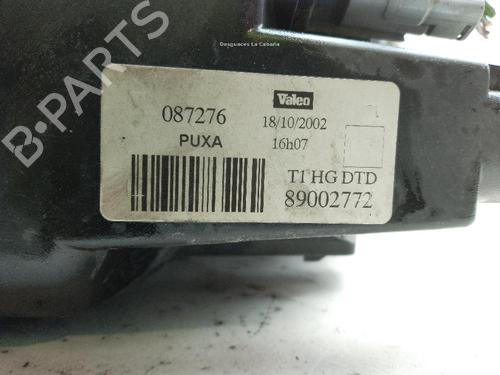 Desguaces La Cabaña
B-PARTS
Valeo
087276
18/10/2002
PUXA
16h07
T1 HG DTD
89002772